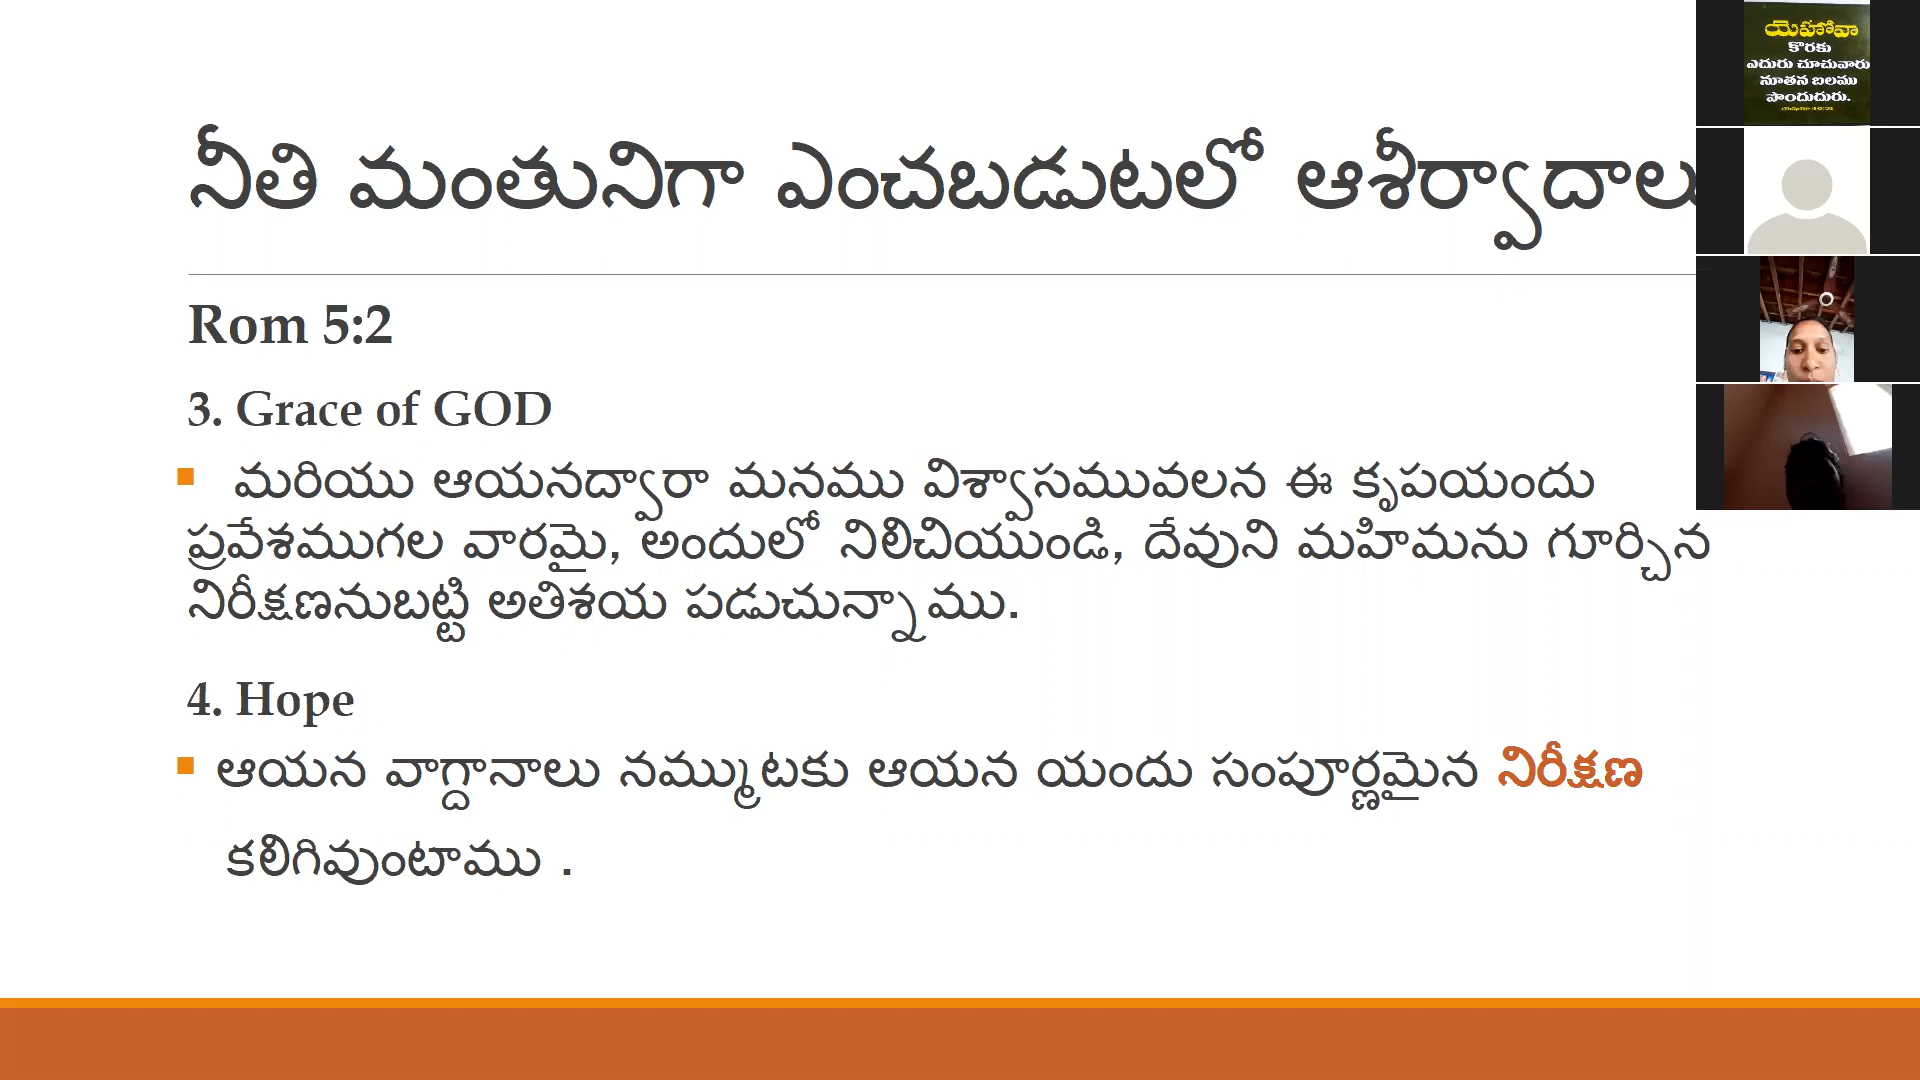 నీతి మంతునిగా ఎంచబడుటలో ఆశీర్వాదాలు
Rom 5:2
3. Grace of GOD
మరియు ఆయనద్వారా మనము విశ్వాసమువలన ఈ కృపయందు
ప్రవేశముగల వారమై, అందులో నిలిచియుండి, దేవుని మహిమను గూర్చిన
నిరీక్షణనుబట్టి అతిశయ పడుచున్నాము.
4. Hope
ఆయన వాగ్దానాలు నమ్ముటకు ఆయన యందు సంపూర్ణమైన నిరీక్షణ
కలిగివుంటాము .
యెహోవా
కొరకు
ఎదురు చూచువారు
నూతన బలము
పొందుదురు.